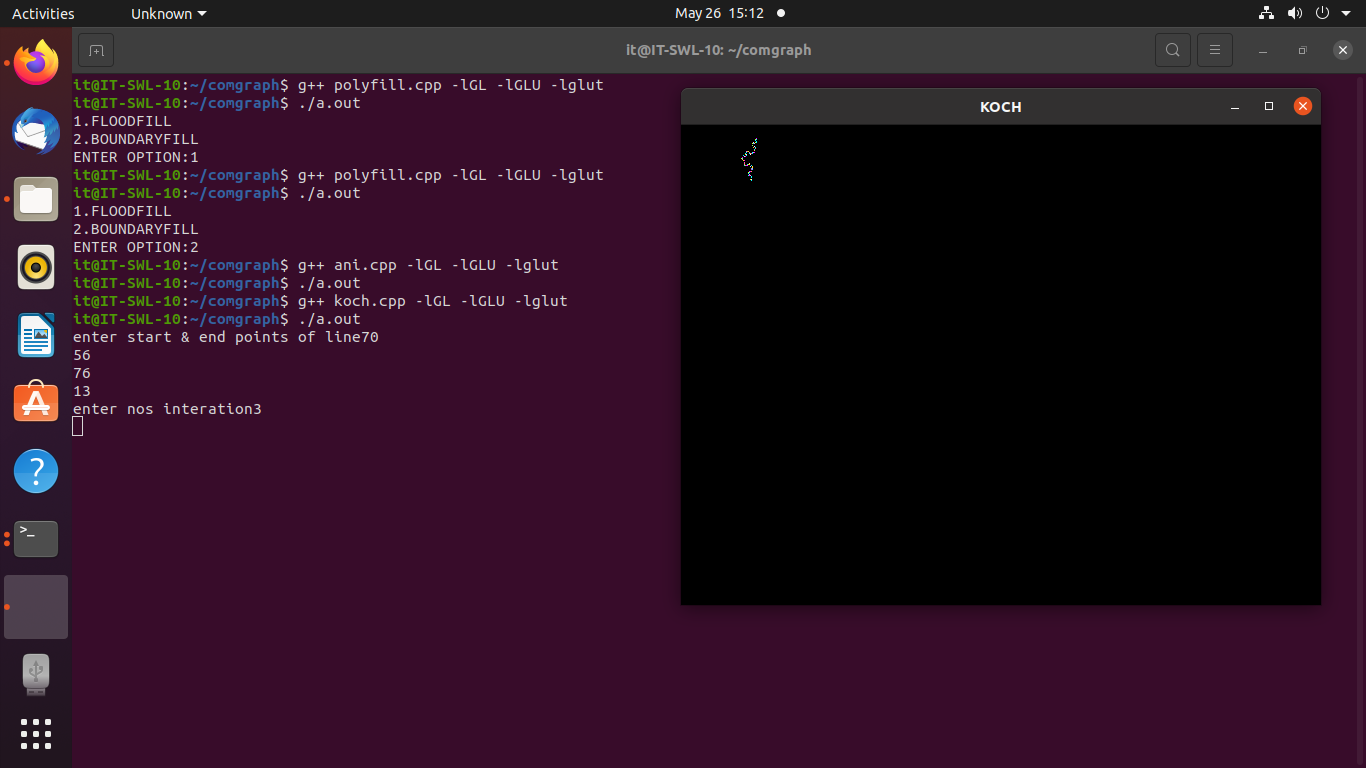 Activities
Unknown
May 26 15:12
it@IT-SWL-10: ~/comgraph
it@IT-SWL-10:~/comgraph$ g++ polyfill.cpp -lGL -lGLU -lglut
it@IT-SWL-10:~/comgraph$ ./a.out
1.FLOODFILL
2.BOUNDARYFILL
ENTER OPTION:1
it@IT-SWL-10:~/comgraph$ g++ polyfill.cpp -lGL -lGLU -lglut
it@IT-SWL-10:~/comgraph$ ./a.out
1.FLOODFILL
2.BOUNDARYFILL
ENTER OPTION:2
it@IT-SWL-10:~/comgraph$ g++ ani.cpp -lGL -lGLU -lglut
it@IT-SWL-10:~/comgraph$ ./a.out
it@IT-SWL-10:~/comgraph$ g++ koch.cpp -lGL -lGLU -lglut
it@IT-SWL-10:~/comgraph$ ./a.out
enter start & end points of line70
56
76
13
enter nos interation3
KOCH